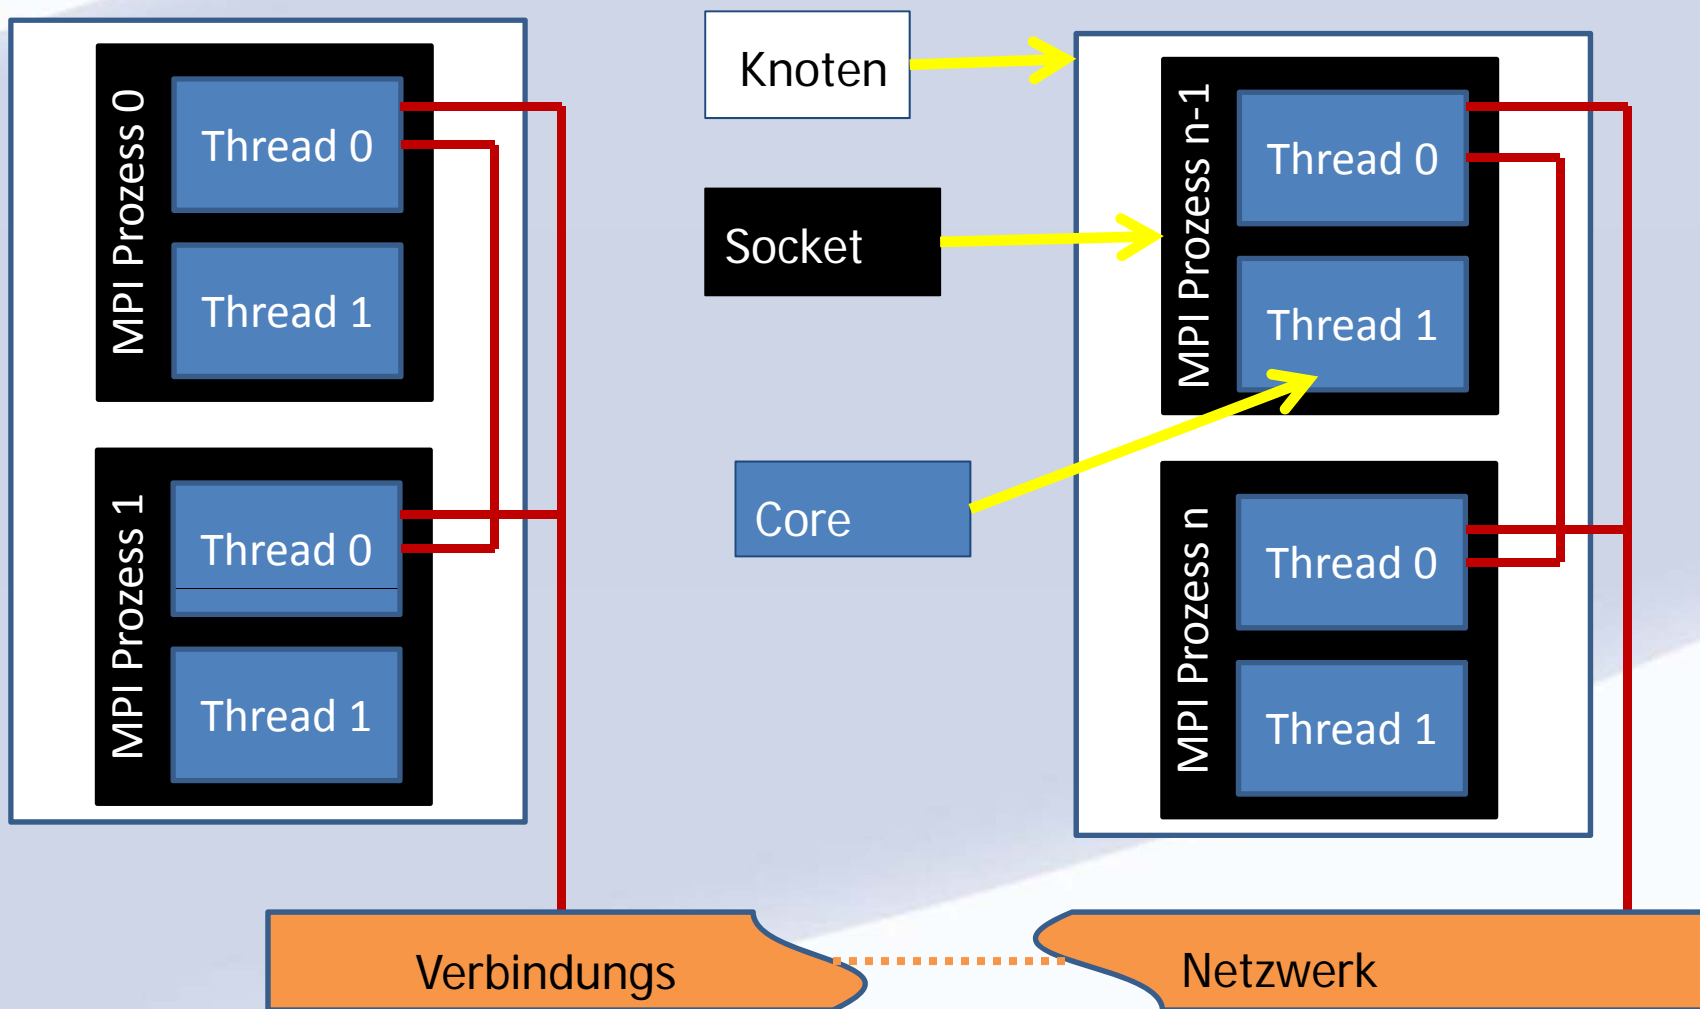 MPI Prozess 0
Thread 0
Thread 1
MPI Prozess 1
Thread 0
Thread 1
Knoten
Socket
Core
MPI Prozess n-1
Thread 0
Thread 1
MPI Prozess n
Thread 0
Thread 1
Verbindungs
Netzwerk